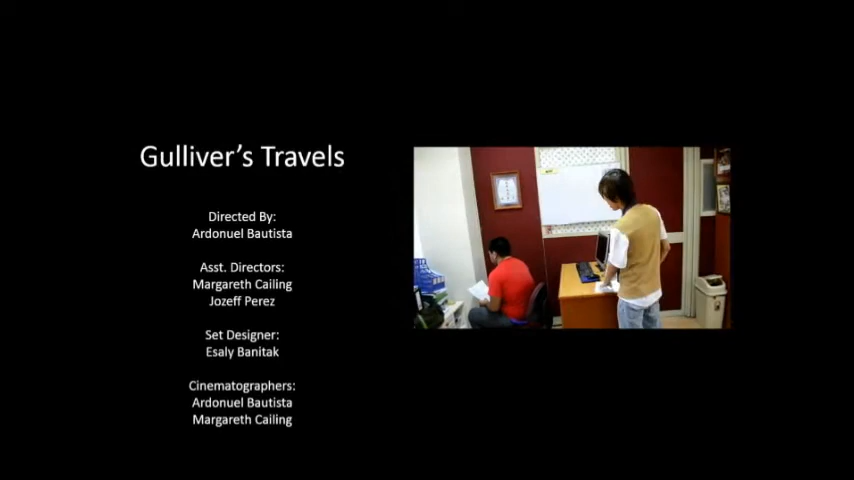 Gulliver's Travels
Directed By:
Ardonuel Bautista
Asst. Directors:
Margareth Cailing
Jozeff Perez
Set Designer:
Esaly Banitak
Cinematographers:
Ardonuel Bautista
Margareth Cailing